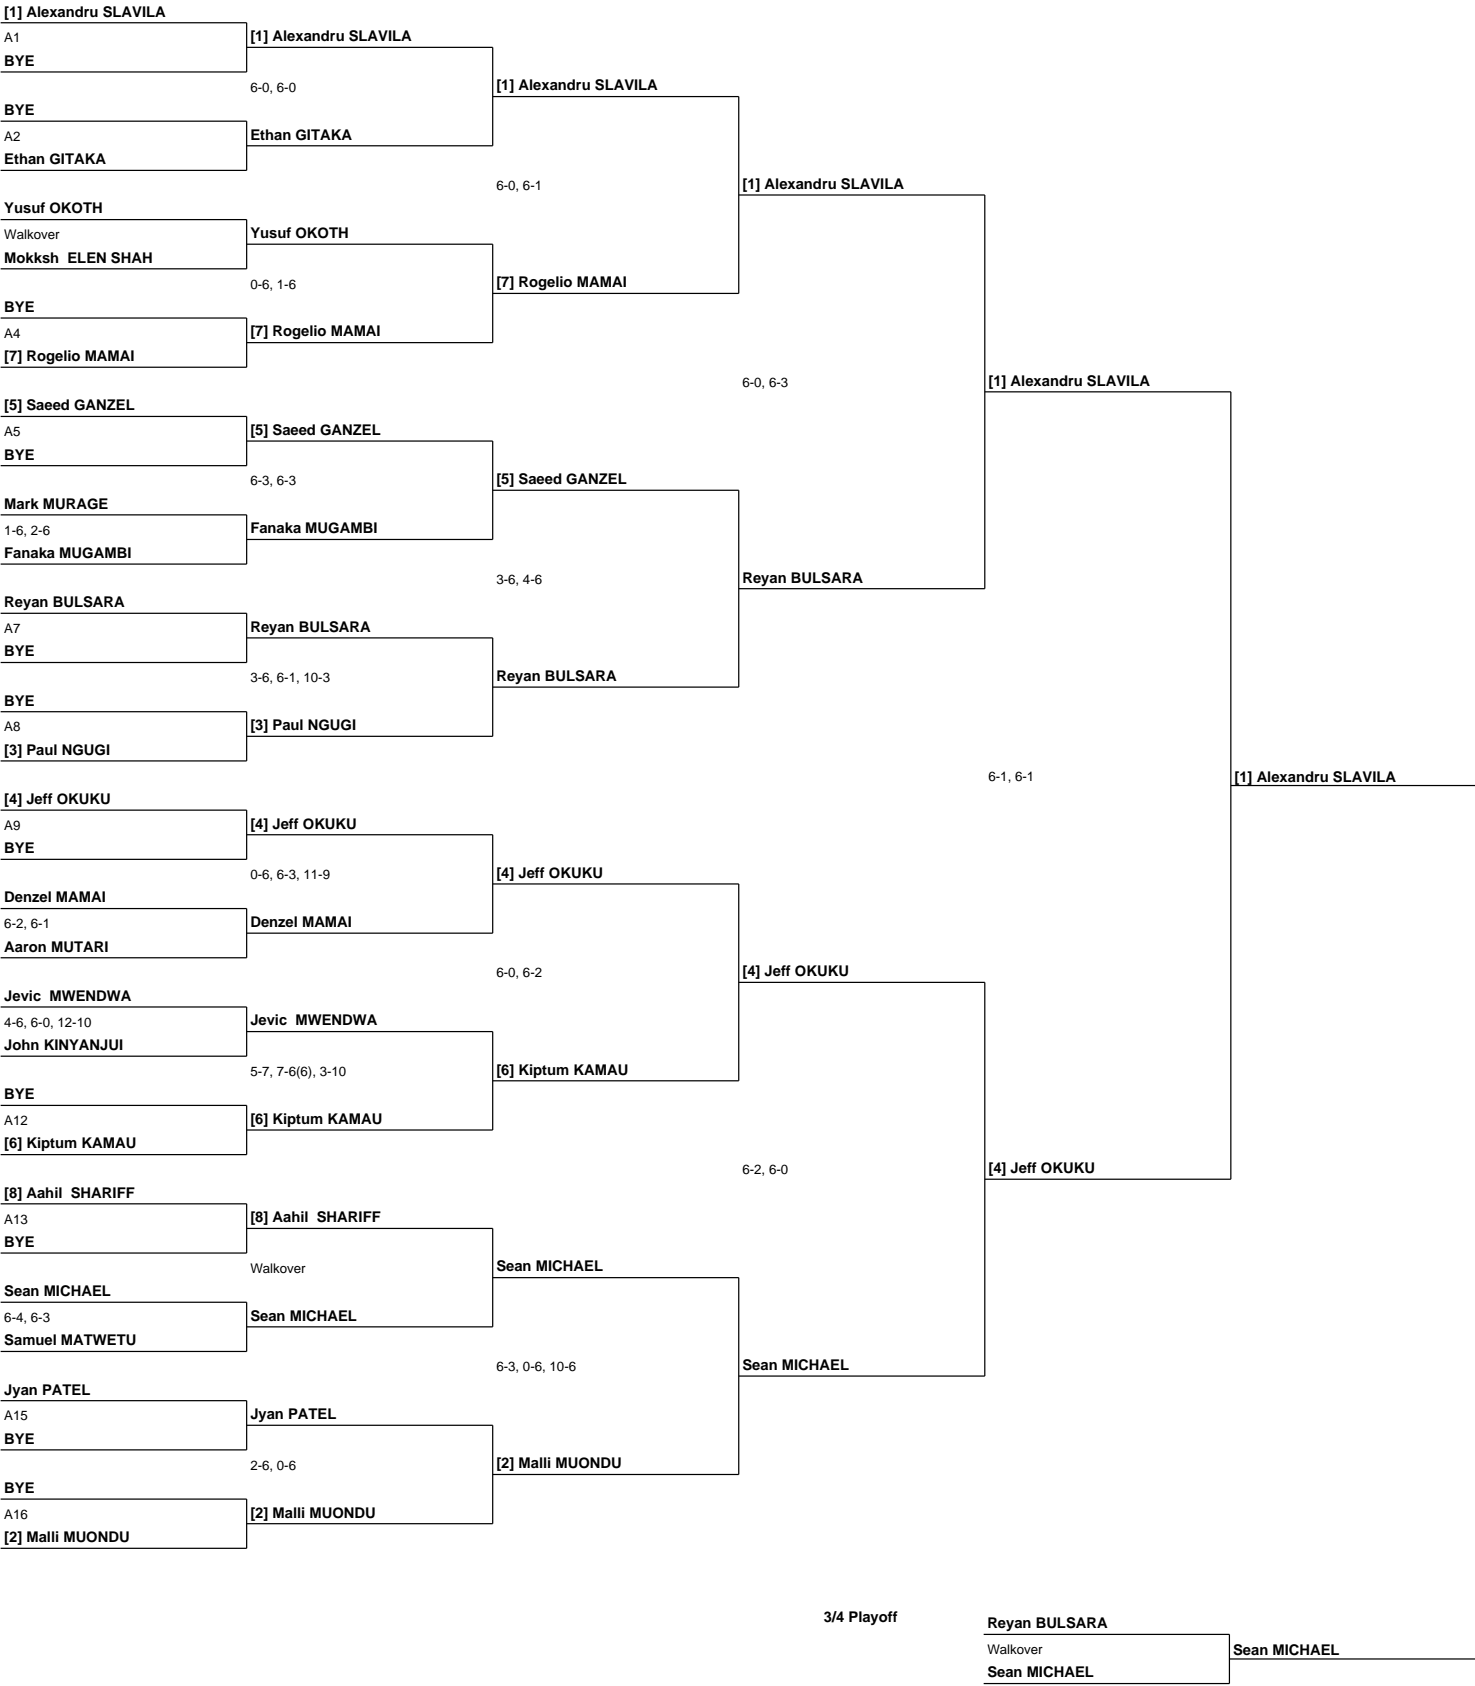 [1] Alexandru SLAVILA
A1
[1] Alexandru SLAVILA
BYE
6-0, 6-0
[1] Alexandru SLAVILA
BYE
A2
Ethan GITAKA
Ethan GITAKA
6-0, 6-1
[1] Alexandru SLAVILA
Yusuf OKOTH
Walkover
Yusuf OKOTH
Mokksh ELEN SHAH
0-6, 1-6
[7] Rogelio MAMAI
BYE
A4
[7] Rogelio MAMAI
[7] Rogelio MAMAI
6-0, 6-3
[1] Alexandru SLAVILA
[5] Saeed GANZEL
A5
[5] Saeed GANZEL
BYE
6-3, 6-3
[5] Saeed GANZEL
Mark MURAGE
1-6, 2-6
Fanaka MUGAMBI
Fanaka MUGAMBI
3-6, 4-6
Reyan BULSARA
Reyan BULSARA
A7
Reyan BULSARA
BYE
3-6, 6-1, 10-3
Reyan BULSARA
BYE
A8
[3] Paul NGUGI
[3] Paul NGUGI
6-1, 6-1
[1] Alexandru SLAVILA
[4] Jeff OKUKU
A9
[4] Jeff OKUKU
BYE
0-6, 6-3, 11-9
[4] Jeff OKUKU
Denzel MAMAI
6-2, 6-1
Denzel MAMAI
Aaron MUTARI
6-0, 6-2
[4] Jeff OKUKU
Jevic MWENDWA
4-6, 6-0, 12-10
Jevic MWENDWA
John KINYANJUI
5-7, 7-6(6), 3-10
[6] Kiptum KAMAU
BYE
A12
[6] Kiptum KAMAU
[6] Kiptum KAMAU
6-2, 6-0
[4] Jeff OKUKU
[8] Aahil SHARIFF
A13
[8] Aahil SHARIFF
BYE
Walkover
Sean MICHAEL
Sean MICHAEL
6-4, 6-3
Sean MICHAEL
Samuel MATWETU
6-3, 0-6, 10-6
Sean MICHAEL
Jyan PATEL
A15
Jyan PATEL
BYE
2-6, 0-6
[2] Malli MUONDU
BYE
A16
[2] Malli MUONDU
[2] Malli MUONDU
3/4 Playoff
Reyan BULSARA
Walkover
Sean MICHAEL
Sean MICHAEL